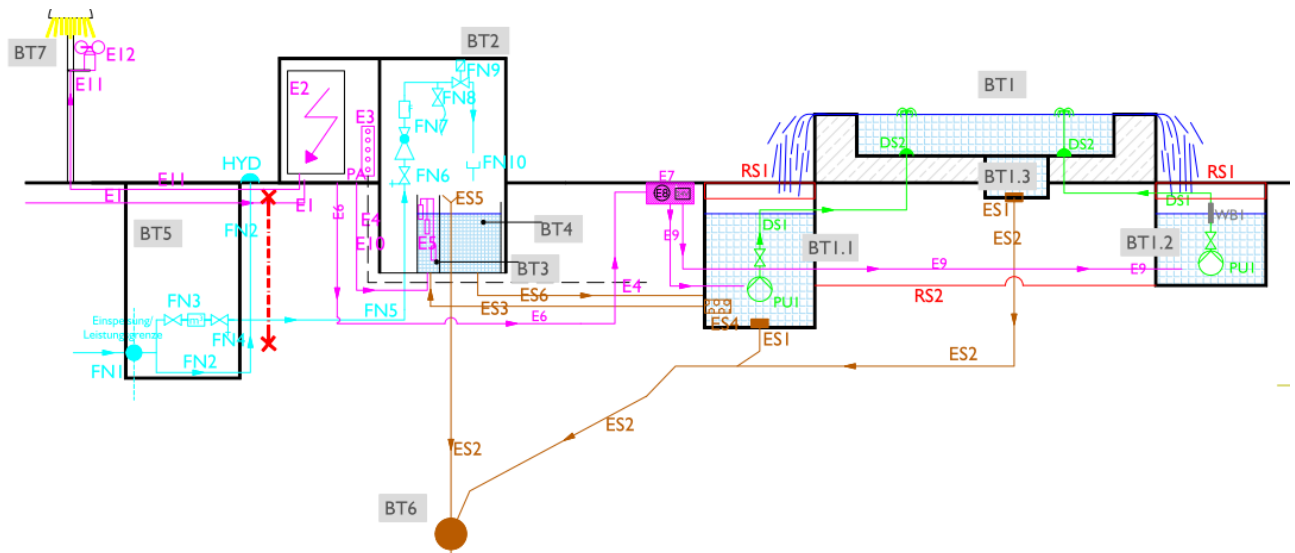 BT7
E12
E11
BT2
E2
FN9
FN8
FN7
E3
BT1
DS2
DS2
HYD
E11
PA
FN6
FN10
E7
E8
RS1
BT1.3
RS1
E1
E1
E6
ES5
ES1
DS1
WB1
BT5
FN2
E4
E10
E5
BT4
E9
DS1
BT1.1
ES2
BT1.2
BT3
E9
E9
PU1
FN3
m³
Einspeisung/
Leistungsgrenze
FN4
FN5
ES3
ES6
E6
E4
ES4
PU1
RS2
ES1
FN1
FN2
ES2
ES2
ES2
BT6